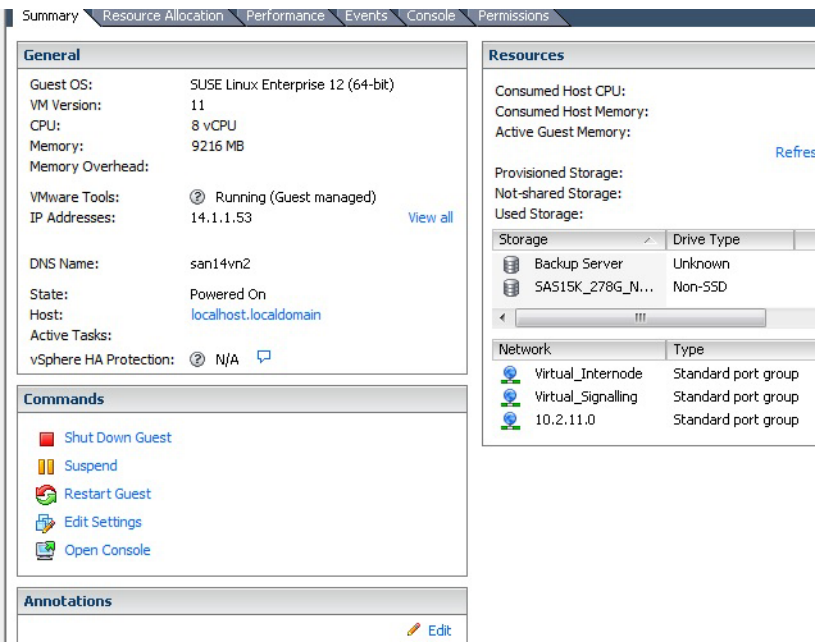 Summary Resource Allocation Performance Events Console Permissions
General
Guest OS: SUSE Linux Enterprise 12 (64-bit)
VM Version: 11
CPU: 8 vCPU
Memory: 9216 MB
Memory Overhead:
VMware Tools: Running (Guest managed)
IP Addresses: 14.1.1.53 View all
DNS Name: san14vn2
State: Powered On
Host: localhost.localdomain
Active Tasks:
vSphere HA Protection: N/A
Commands
Shut Down Guest
Suspend
Restart Guest
Edit Settings
Open Console
Annotations
Edit
Resources
Consumed Host CPU:
Consumed Host Memory:
Active Guest Memory:
Refres
Provisioned Storage:
Not-shared Storage:
Used Storage:
Storage Drive Type
Backup Server Unknown
SAS15K_278G_N... Non-SSD
Network Type
Virtual_Internode Standard port group
Virtual_Signalling Standard port group
10.2.11.0 Standard port group